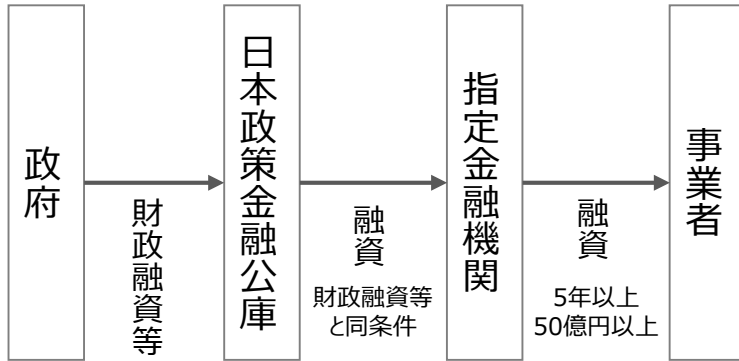 政府
財政融資等
日本政策金融公庫
融資
財政融資等
と同条件
指定金融機関
融資
5年以上
50億円以上
事業者